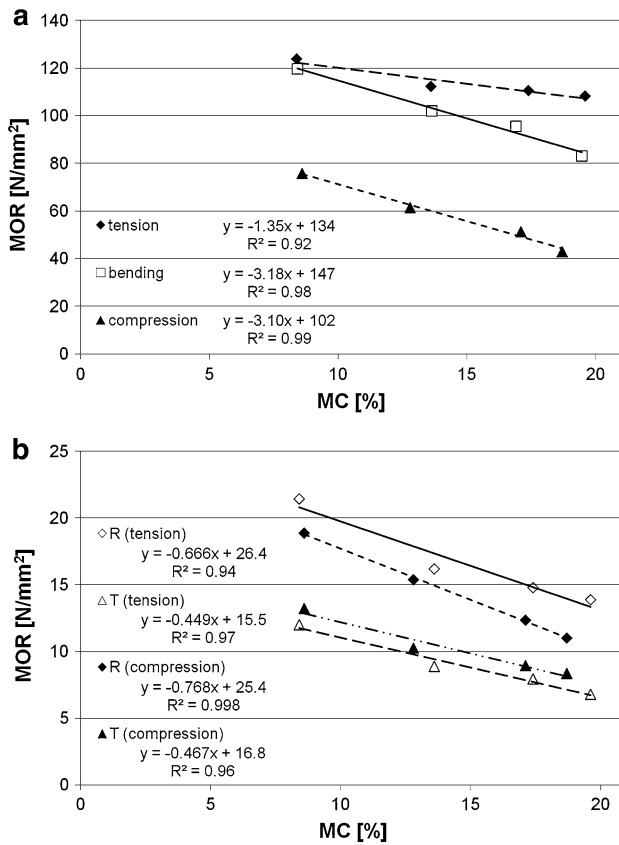 a
140
120
100
80
60
40
20
0
MOR [N/mm²]
tension y = -1.35x + 134
R² = 0.92
bending y = -3.18x + 147
R² = 0.98
compression y = -3.10x + 102
R² = 0.99
0 5 10 15 20
MC [%]
b
25
20
15
10
5
0
MOR [N/mm²]
R (tension)
y = -0.666x + 26.4
R² = 0.94
T (tension)
y = -0.449x + 15.5
R² = 0.97
R (compression)
y = -0.768x + 25.4
R² = 0.998
T (compression)
y = -0.467x + 16.8
R² = 0.96
0 5 10 15 20
MC [%]